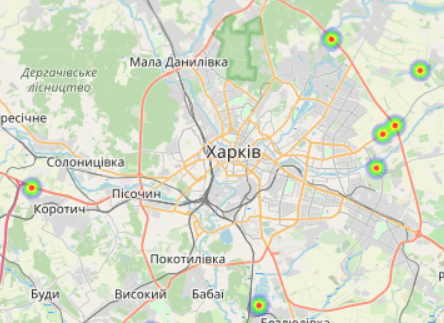 Мала Данилівка
Дергачівське
лісництво
ресічне
Солоницівка
Харків
Пісочин
Коротич
Покотилівка
Буди
Високий
Бабаї
Безлюдівка